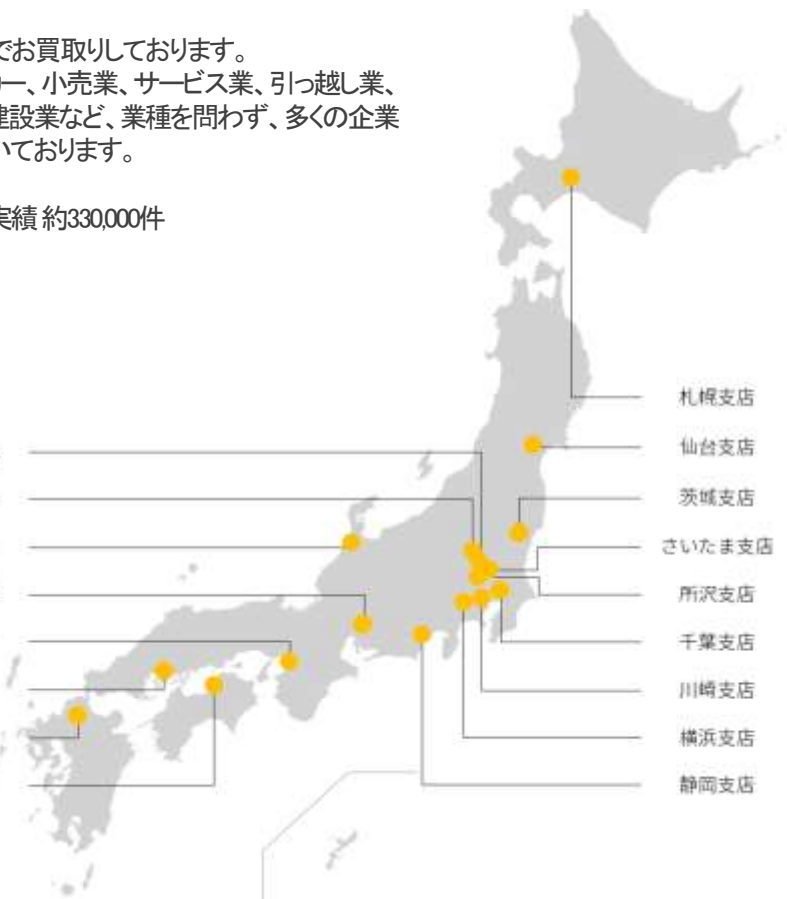 でお買取りしております。
ー、小売業、サービス業、引っ越し業、
建設業など、業種を問わず、多くの企業
いております。
実績 約330,000件
札幌支店
仙台支店
茨城支店
さいたま支店
所沢支店
千葉支店
川崎支店
横浜支店
静岡支店